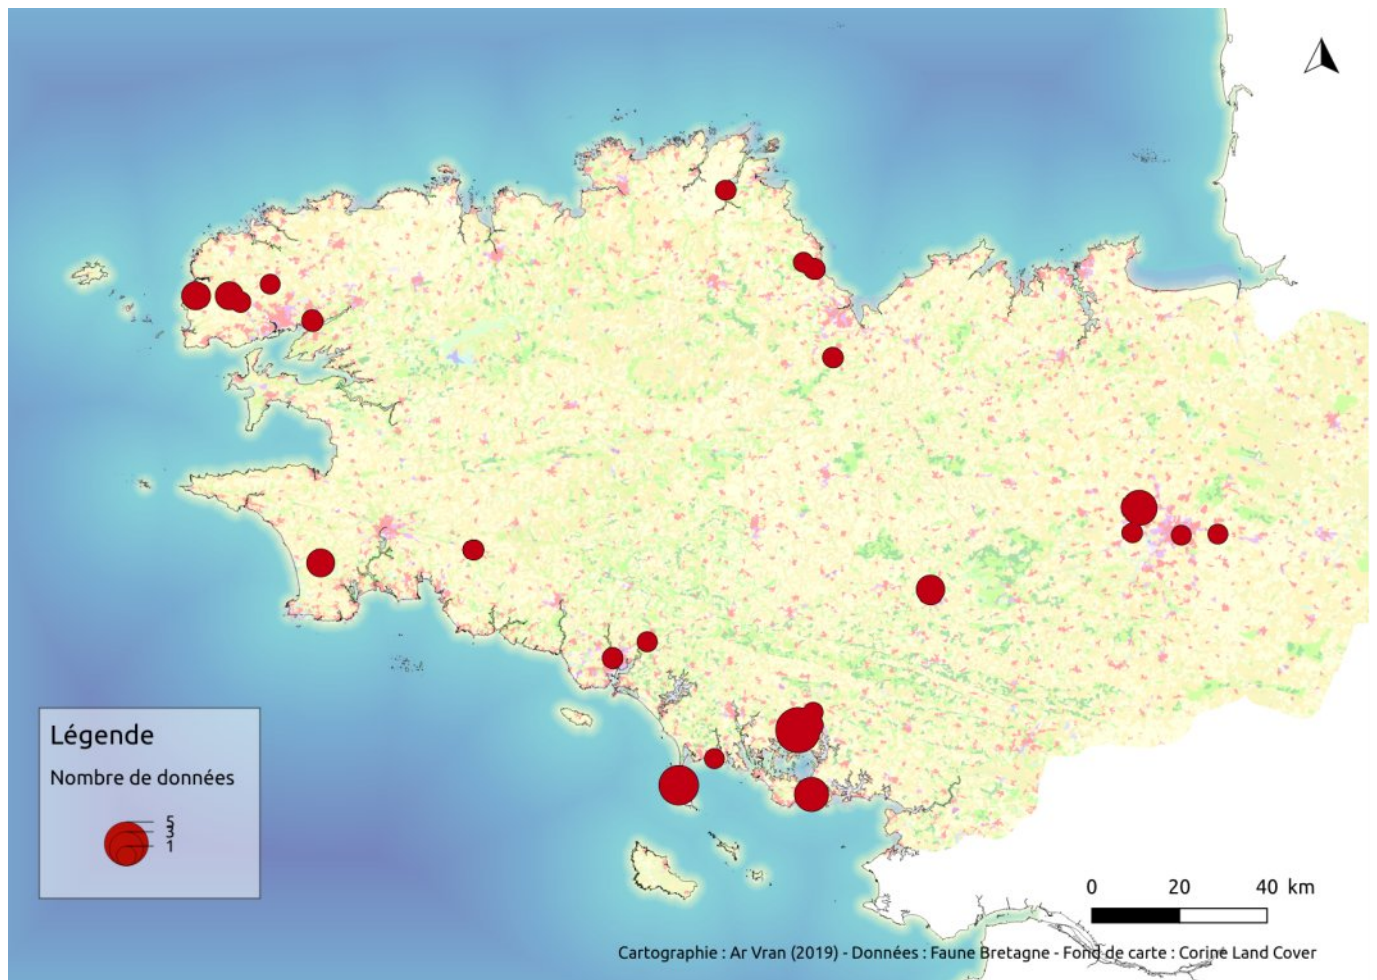 Légende
Nombre de données
5
3
1
0 20 40 km
Cartographie : Ar Vran (2019) - Données : Faune Bretagne - Fond de carte : Corine Land Cover